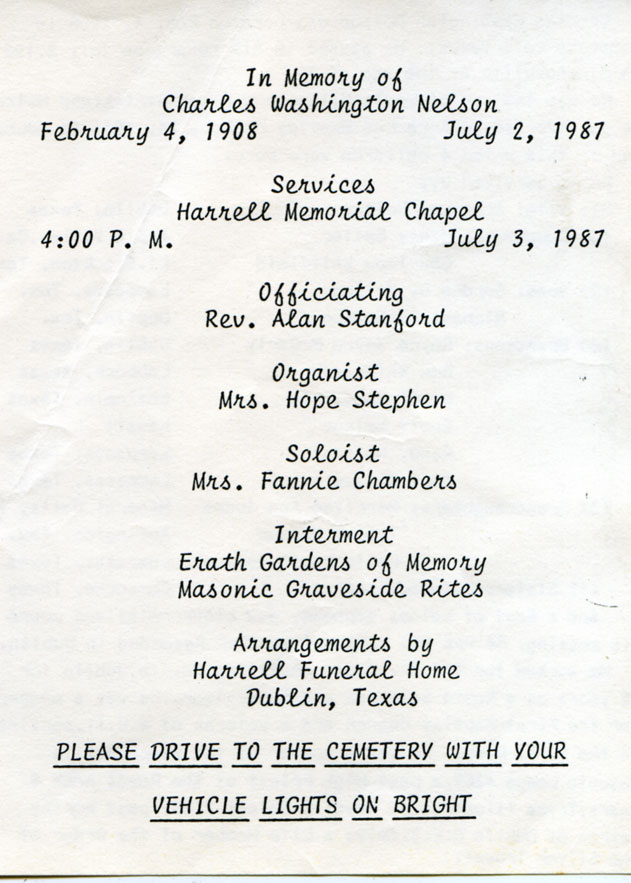 In Memory of
Charles Washington Nelson
February 4, 1908 July 2, 1987
Services
Harrell Memorial Chapel
4:00 P. M. July 3, 1987
Officiating
Rev. Alan Stanford
Organist
Mrs. Hope Stephen
Soloist
Mrs. Fannie Chambers
Interment
Erath Gardens of Memory
Masonic Graveside Rites
Arrangements by
Harrell Funeral Home
Dublin, Texas
PLEASE DRIVE TO THE CEMETERY WITH YOUR
VEHICLE LIGHTS ON BRIGHT